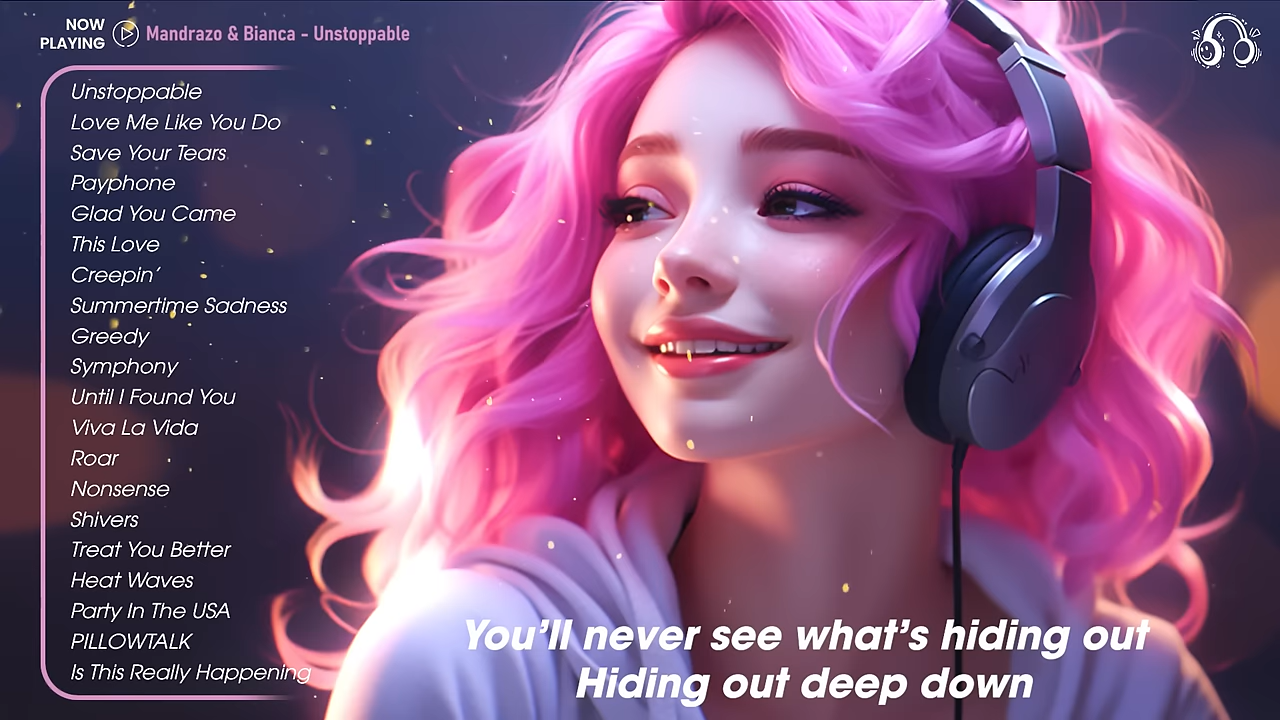 NOW
PLAYING
Mandrazo & Bianca - Unstoppable
Unstoppable
Love Me Like You Do
Save Your Tears
Payphone
Glad You Came
This Love
Creepin’
Summertime Sadness
Greedy
Symphony
Until I Found You
Viva La Vida
Roar
Nonsense
Shivers
Treat You Better
Heat Waves
Party In The USA
PILLOWTALK
Is This Really Happening
You’ll never see what’s hiding out
Hiding out deep down